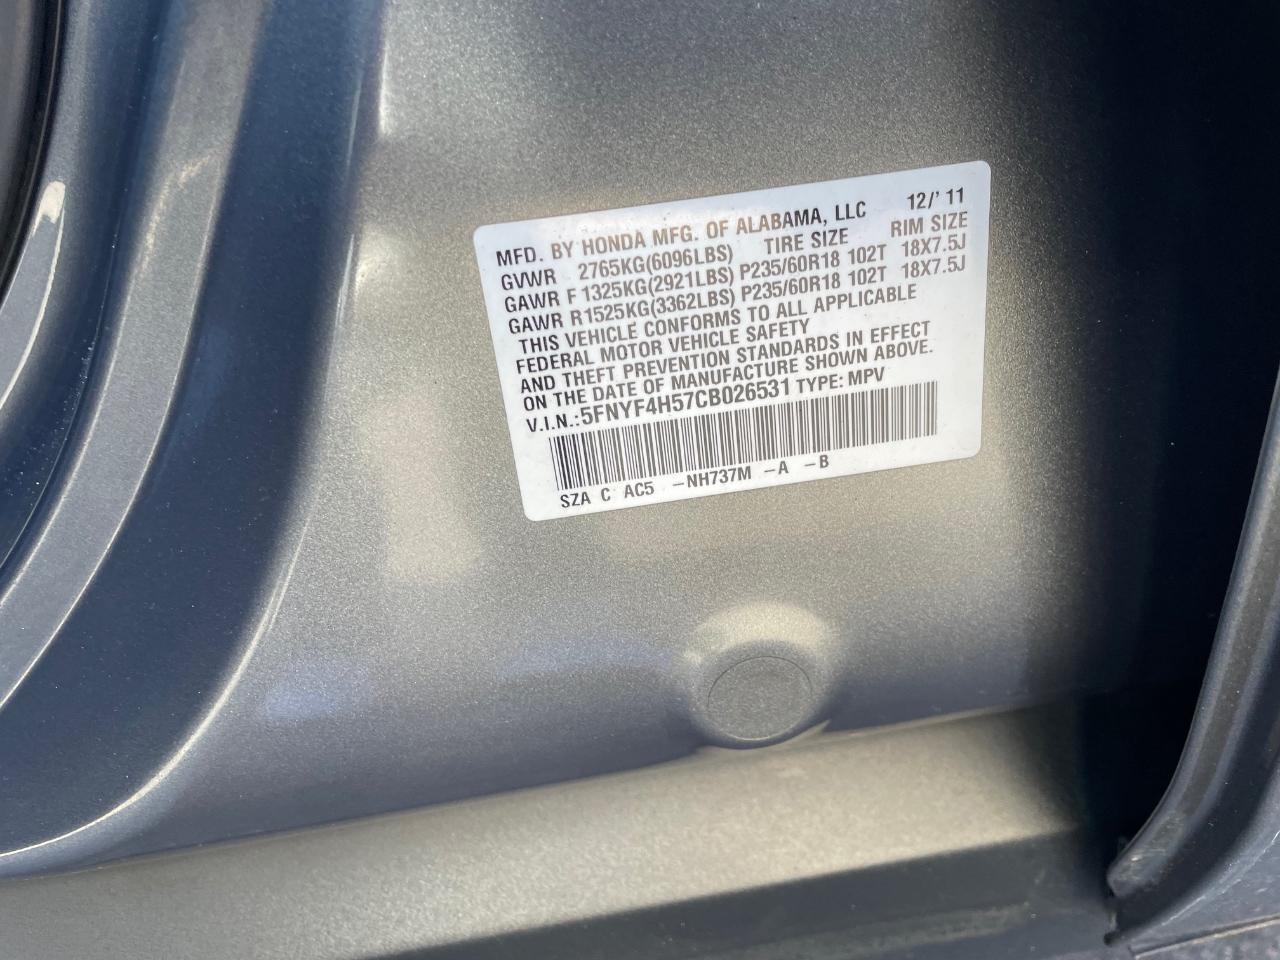 MFD. BY HONDA MFG. OF ALABAMA, LLC 12/' 11
GVWR 2765KG(6096LBS) TIRE SIZE RIM SIZE
GAWR F 1325KG(2921LBS) P235/60R18 102T 18X7.5J
GAWR R1525KG(3362LBS) P235/60R18 102T 18X7.5J
THIS VEHICLE CONFORMS TO ALL APPLICABLE
FEDERAL MOTOR VEHICLE SAFETY
AND THEFT PREVENTION STANDARDS IN EFFECT
ON THE DATE OF MANUFACTURE SHOWN ABOVE.
V.I.N.:5FNYF4H57CB026531 TYPE: MPV
SZA C AC5 -NH737M -A -B